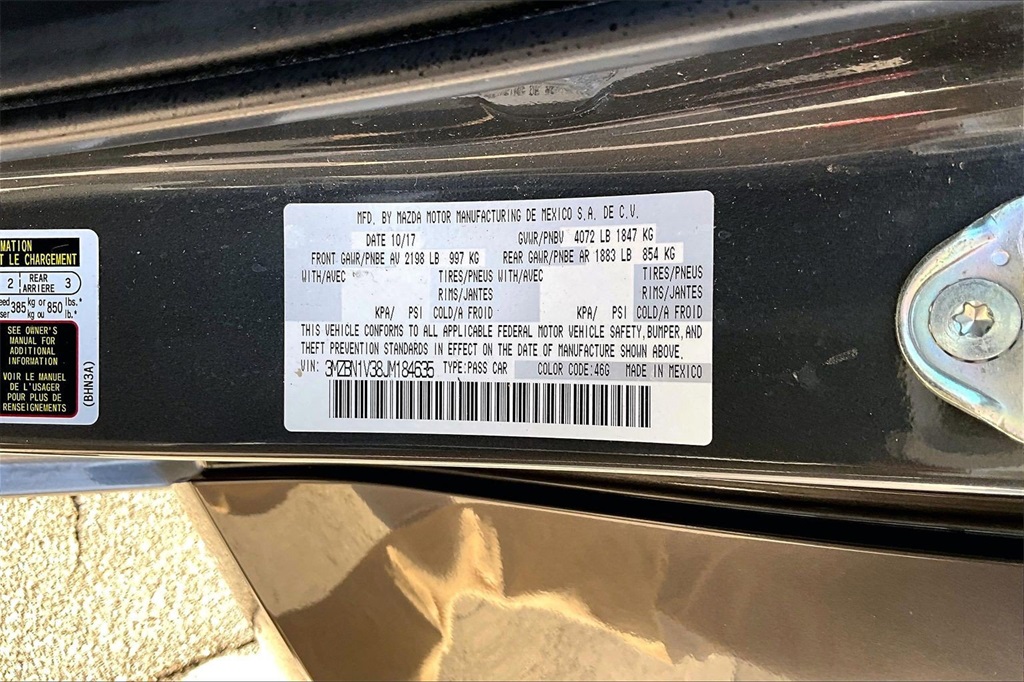 MATION
T LE CHARGEMENT
2 REAR ARRIERE 3
385 kg or 850 lbs.*
kg ou lb.*
SEE OWNER'S
MANUAL FOR
ADDITIONAL
INFORMATION
VOIR LE MANUEL
DE L'USAGER
POUR PLUS DE
RENSEIGNEMENTS
(BHN3A)
MFD. BY MAZDA MOTOR MANUFACTURING DE MEXICO S.A. DE C.V.
DATE 10/17 GVWR/PNBV 4072 LB 1847 KG
FRONT GAWR/PNBE AV 2198 LB 997 KG REAR GAWR/PNBE AR 1883 LB 854 KG
WITH/AVEC TIRES/PNEUS WITH/AVEC TIRES/PNEUS
RIMS/JANTES RIMS/JANTES
KPA/ PSI COLD/A FROID KPA/ PSI COLD/A FROID
THIS VEHICLE CONFORMS TO ALL APPLICABLE FEDERAL MOTOR VEHICLE SAFETY, BUMPER, AND
THEFT PREVENTION STANDARDS IN EFFECT ON THE DATE OF MANUFACTURE SHOWN ABOVE.
VIN: 3MZBN1V38JM184635 TYPE:PASS CAR COLOR CODE:46G MADE IN MEXICO